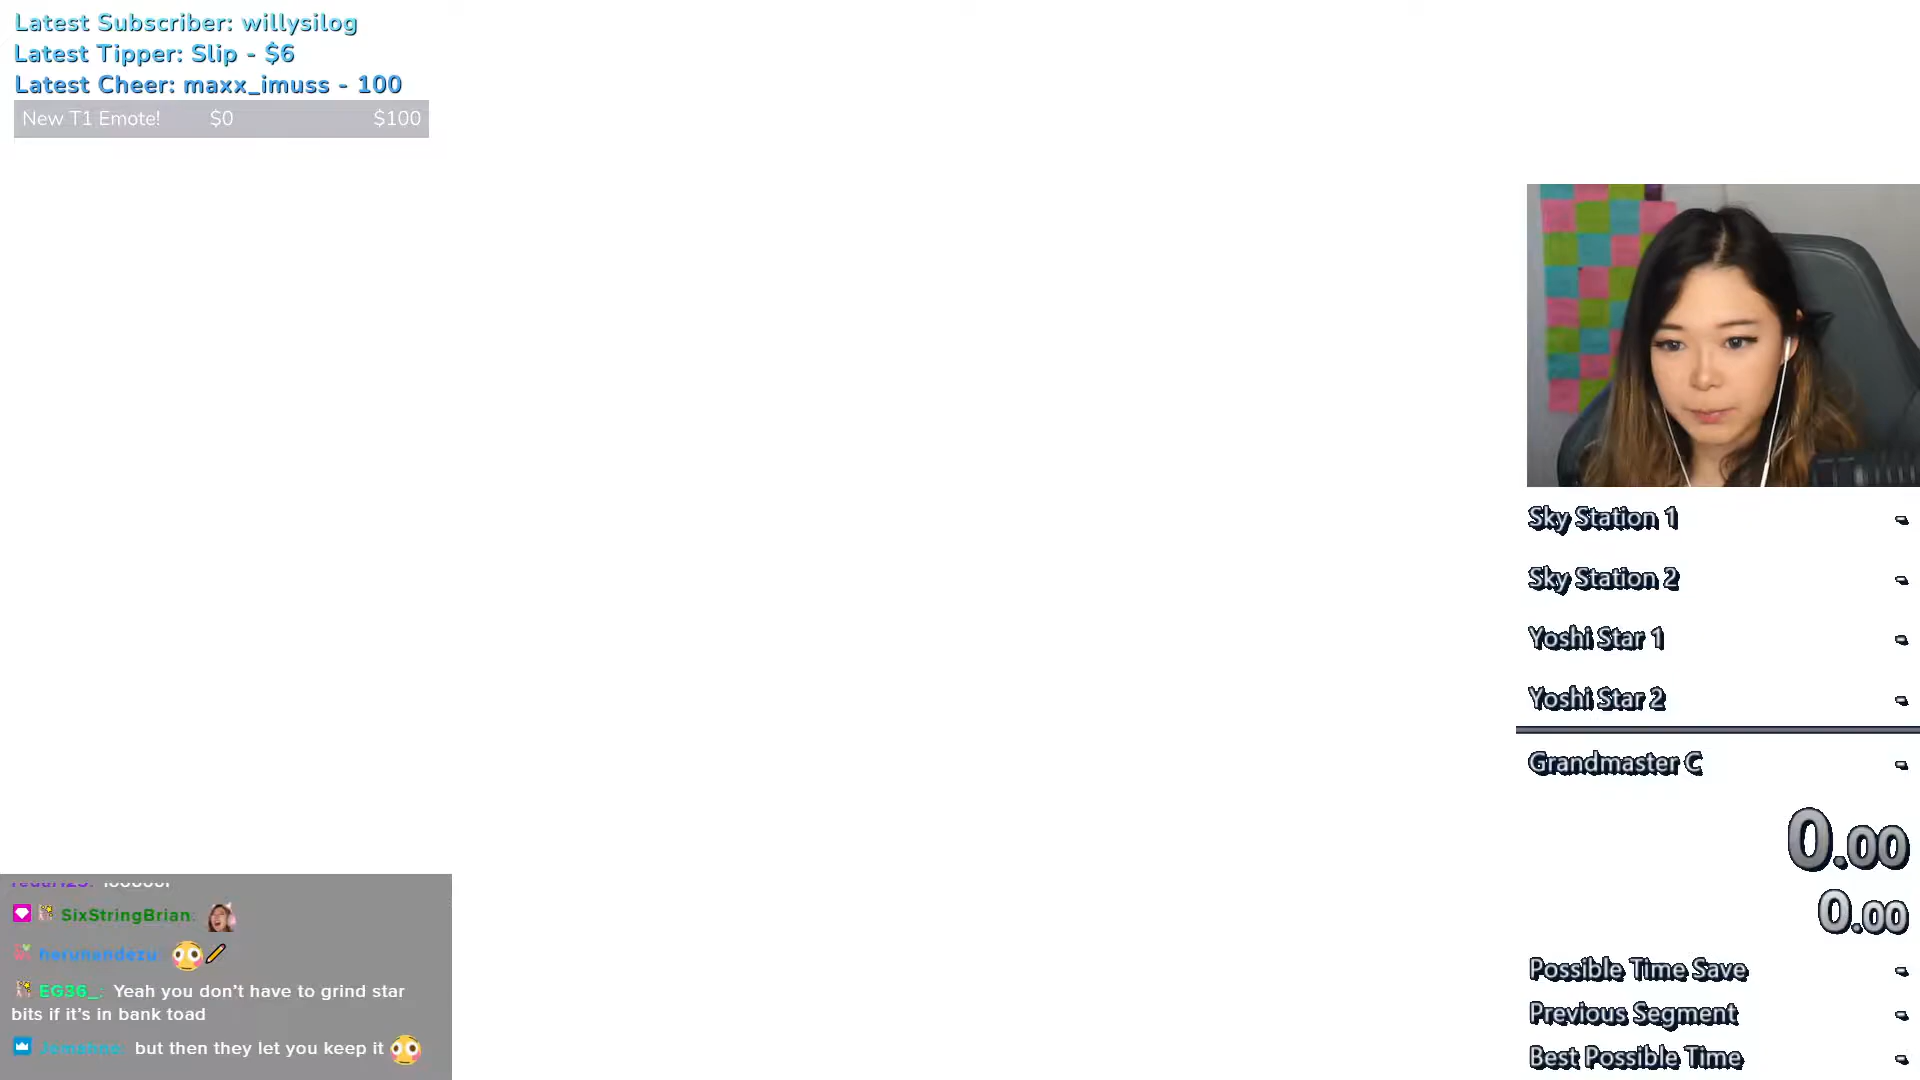 Latest Subscriber: willysilog
Latest Tipper: Slip - $6
Latest Cheer: maxx_imuss - 100
New T1 Emote! $0 $100
Sky Station 1 -
Sky Station 2 -
Yoshi Star 1 -
Yoshi Star 2 -
Grandmaster C -
0.00
0.00
Possible Time Save -
Previous Segment -
Best Possible Time -
SixStringBrian:
EG36_: Yeah you don't have to grind star
bits if it's in bank toad
but then they let you keep it